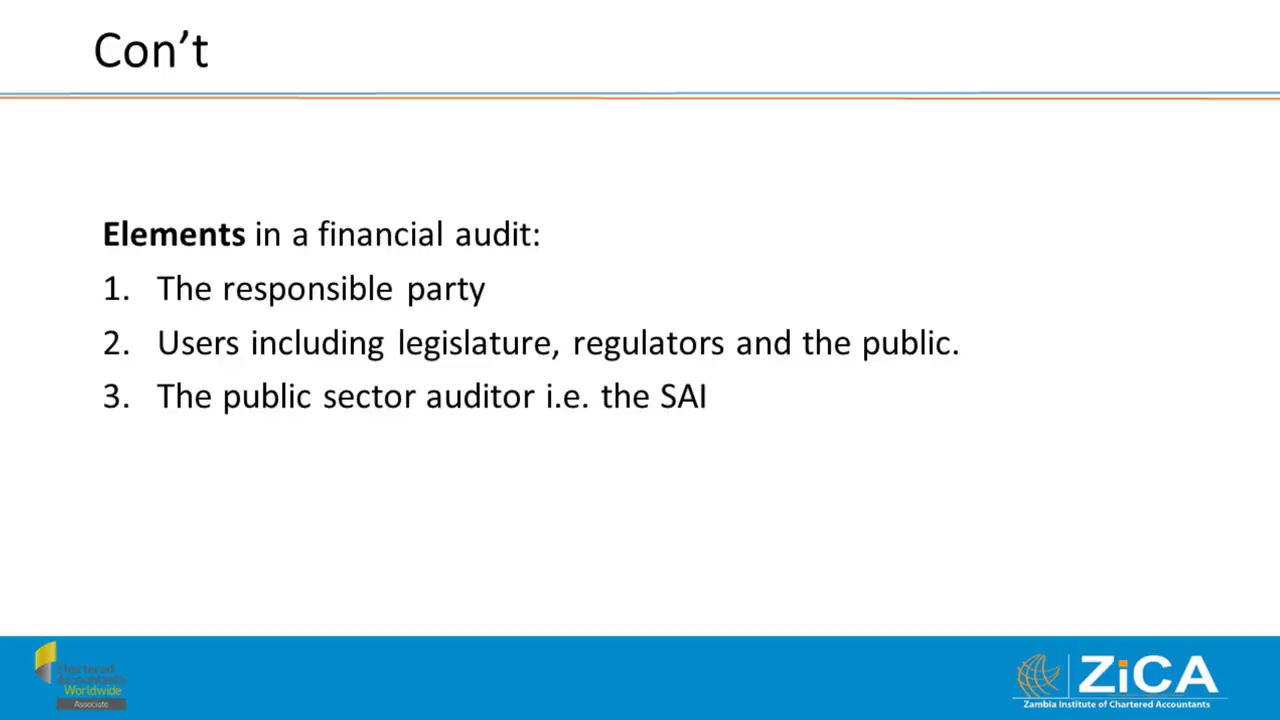 Con’t
Elements in a financial audit:
1. The responsible party
2. Users including legislature, regulators and the public.
3. The public sector auditor i.e. the SAI
Chartered
Accountants
Worldwide
Associate
ZiCA
Zambia Institute of Chartered Accountants